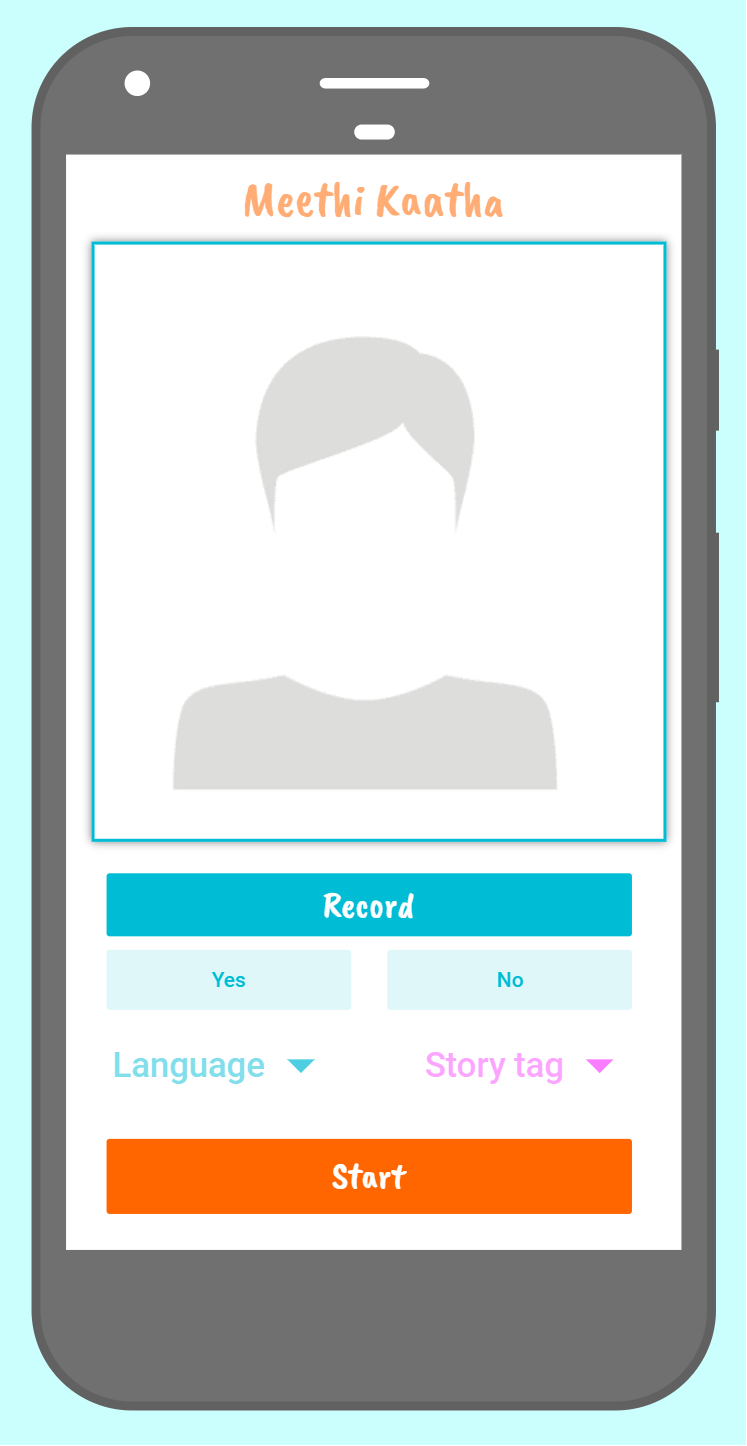 Meethi Kaatha
Record
Yes No
Language Story tag
Start